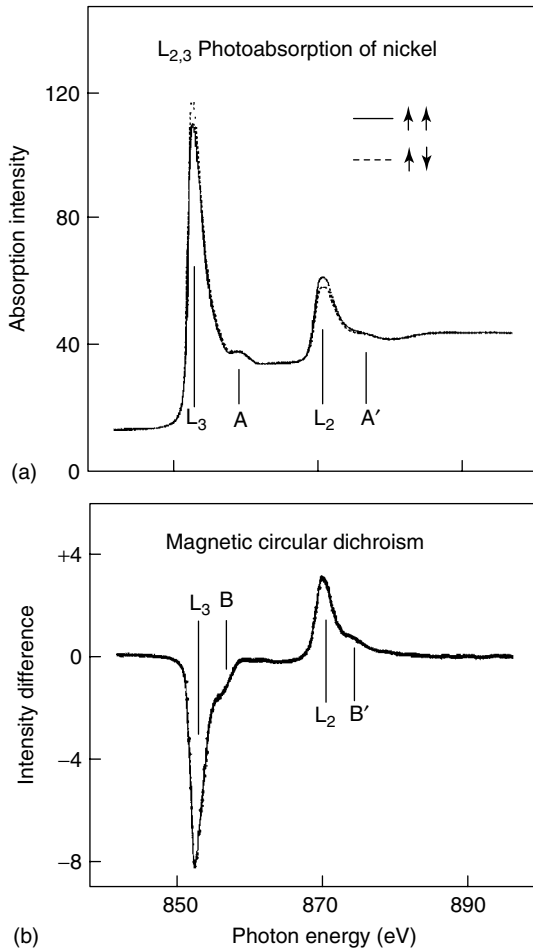 L2,3 Photoabsorption of nickel
120
80
40
0
Absorption intensity
L3
A
L2
A′
(a)
Magnetic circular dichroism
+4
0
−4
−8
Intensity difference
L3
B
L2
B′
850
870
890
(b)
Photon energy (eV)